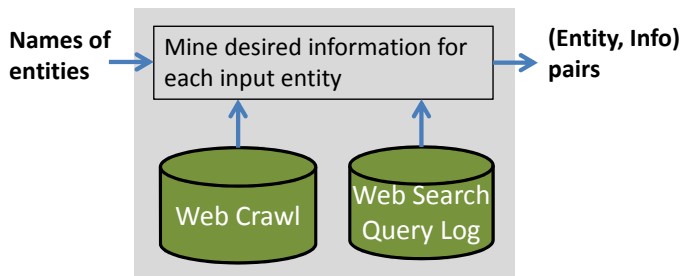 Names of
entities
Mine desired information for
each input entity
(Entity, Info)
pairs
Web Crawl
Web Search
Query Log